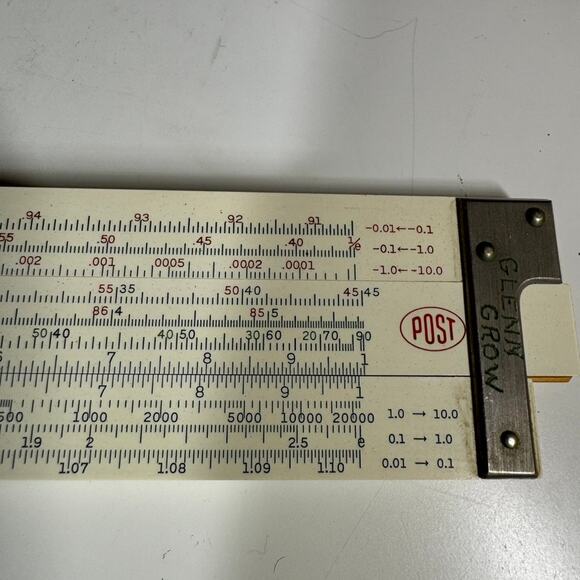 .94 .93 .92 .91 -0.01←-0.1
.55 .50 .45 .40 1/e -0.1←-1.0
.002 .001 .0005 .0002 .0001 -1.0←-10.0
55 35 50 40 45 45
86 4 85 5
50 40 40 50 30 60 20 70 90
6 7 8 9 1
7 8 9 1
500 1000 2000 5000 10000 20000 1.0 → 10.0
1.9 2 2.5 e 0.1 → 1.0
1.07 1.08 1.09 1.10 0.01 → 0.1
POST
GLENN
GROW